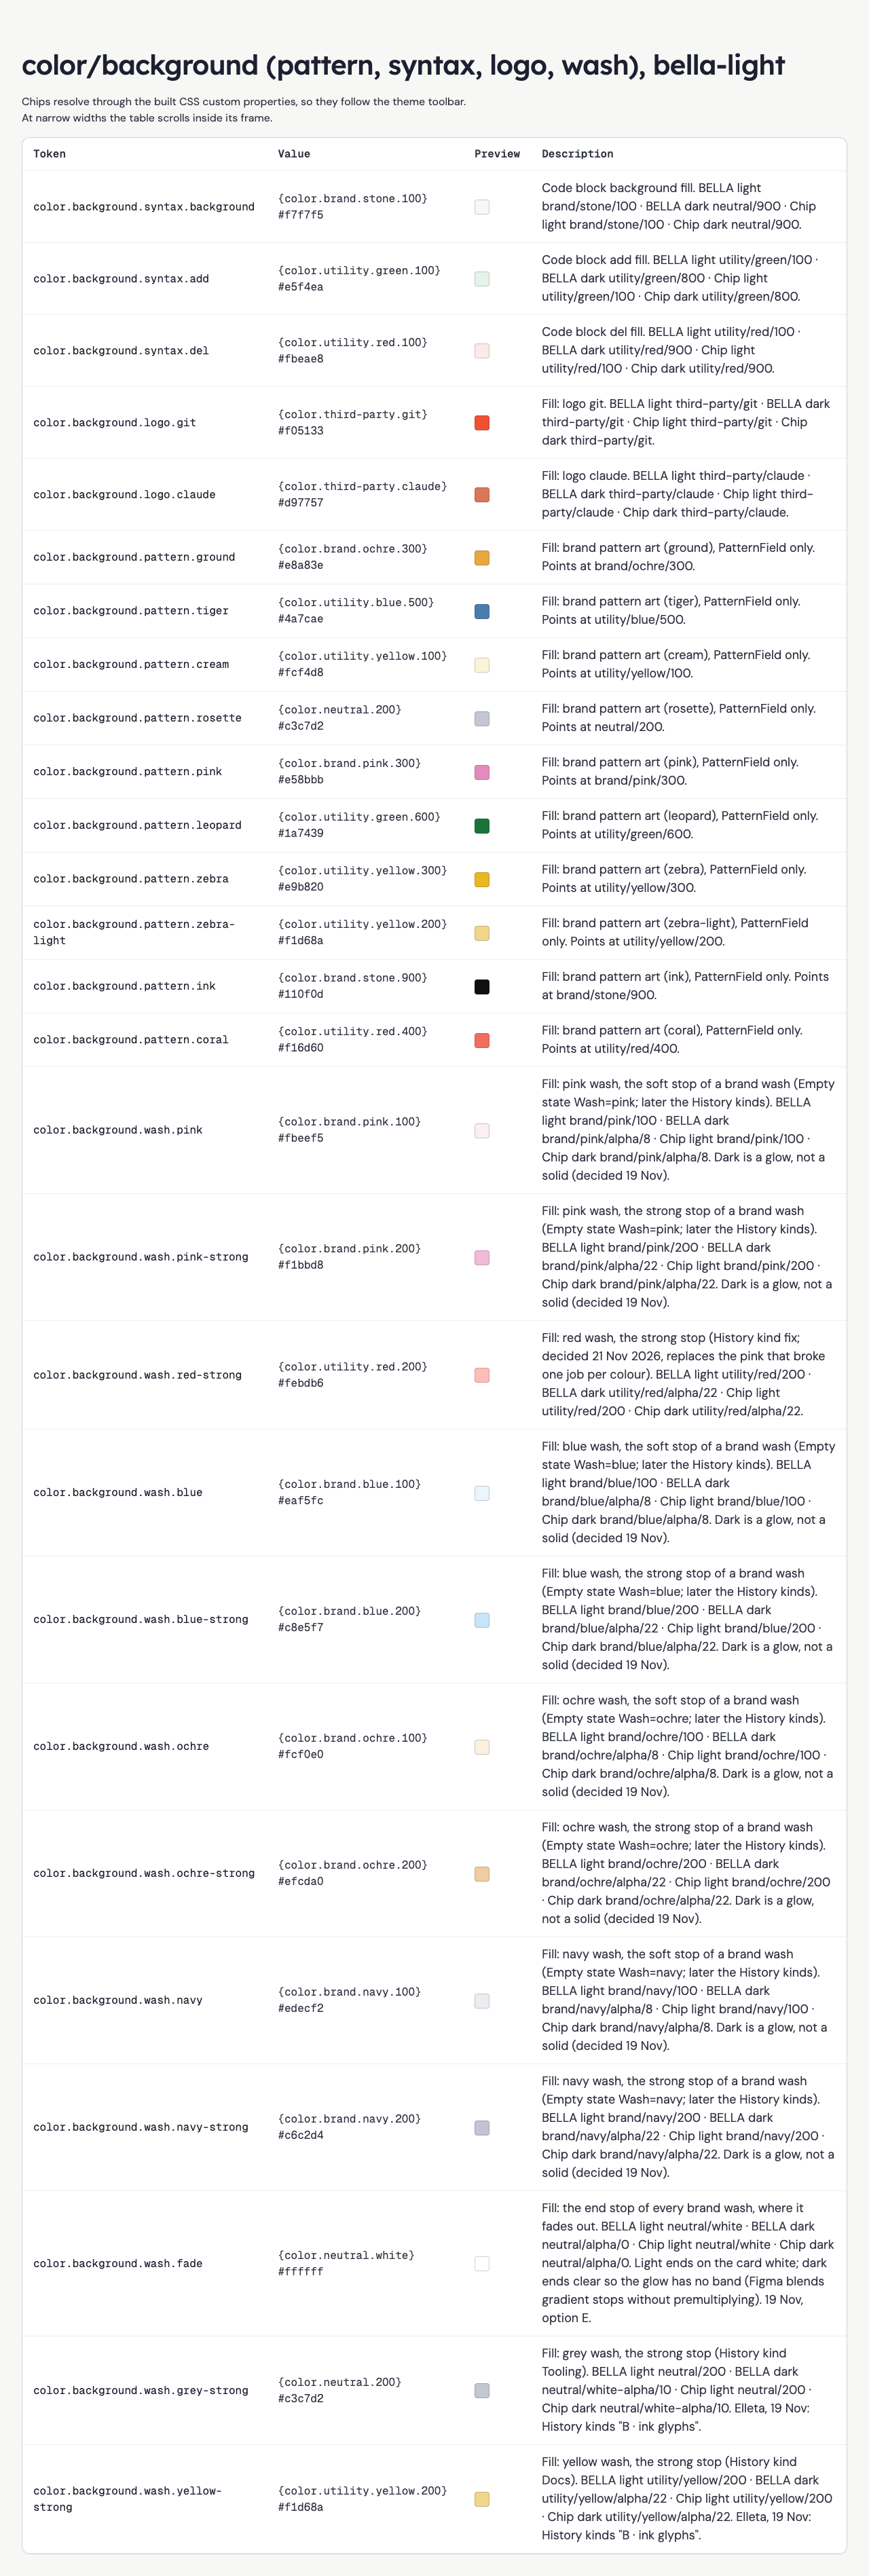 color/background (pattern, syntax, logo, wash), bella-light
Chips resolve through the built CSS custom properties, so they follow the theme toolbar.
At narrow widths the table scrolls inside its frame.
Token Value Preview Description
color.background.syntax.background
{color.brand.stone.100}
#f7f7f5
Code block background fill. BELLA light
brand/stone/100 · BELLA dark neutral/900 · Chip
light brand/stone/100 · Chip dark neutral/900.
color.background.syntax.add
{color.utility.green.100}
#e5f4ea
Code block add fill. BELLA light utility/green/100 ·
BELLA dark utility/green/800 · Chip light
utility/green/100 · Chip dark utility/green/800.
color.background.syntax.del
{color.utility.red.100}
#fbeae8
Code block del fill. BELLA light utility/red/100 ·
BELLA dark utility/red/900 · Chip light
utility/red/100 · Chip dark utility/red/900.
color.background.logo.git
{color.third-party.git}
#f05133
Fill: logo git. BELLA light third-party/git · BELLA dark
third-party/git · Chip light third-party/git · Chip
dark third-party/git.
color.background.logo.claude
{color.third-party.claude}
#d97757
Fill: logo claude. BELLA light third-party/claude ·
BELLA dark third-party/claude · Chip light third-
party/claude · Chip dark third-party/claude.
color.background.pattern.ground
{color.brand.ochre.300}
#e8a83e
Fill: brand pattern art (ground), PatternField only.
Points at brand/ochre/300.
color.background.pattern.tiger
{color.utility.blue.500}
#4a7cae
Fill: brand pattern art (tiger), PatternField only.
Points at utility/blue/500.
color.background.pattern.cream
{color.utility.yellow.100}
#fcf4d8
Fill: brand pattern art (cream), PatternField only.
Points at utility/yellow/100.
color.background.pattern.rosette
{color.neutral.200}
#c3c7d2
Fill: brand pattern art (rosette), PatternField only.
Points at neutral/200.
color.background.pattern.pink
{color.brand.pink.300}
#e58bbb
Fill: brand pattern art (pink), PatternField only.
Points at brand/pink/300.
color.background.pattern.leopard
{color.utility.green.600}
#1a7439
Fill: brand pattern art (leopard), PatternField only.
Points at utility/green/600.
color.background.pattern.zebra
{color.utility.yellow.300}
#e9b820
Fill: brand pattern art (zebra), PatternField only.
Points at utility/yellow/300.
color.background.pattern.zebra-
light
{color.utility.yellow.200}
#f1d68a
Fill: brand pattern art (zebra-light), PatternField
only. Points at utility/yellow/200.
color.background.pattern.ink
{color.brand.stone.900}
#110f0d
Fill: brand pattern art (ink), PatternField only. Points
at brand/stone/900.
color.background.pattern.coral
{color.utility.red.400}
#f16d60
Fill: brand pattern art (coral), PatternField only.
Points at utility/red/400.
color.background.wash.pink
{color.brand.pink.100}
#fbeef5
Fill: pink wash, the soft stop of a brand wash (Empty
state Wash=pink; later the History kinds). BELLA
light brand/pink/100 · BELLA dark
brand/pink/alpha/8 · Chip light brand/pink/100 ·
Chip dark brand/pink/alpha/8. Dark is a glow, not a
solid (decided 19 Nov).
color.background.wash.pink-strong
{color.brand.pink.200}
#f1bbd8
Fill: pink wash, the strong stop of a brand wash
(Empty state Wash=pink; later the History kinds).
BELLA light brand/pink/200 · BELLA dark
brand/pink/alpha/22 · Chip light brand/pink/200 ·
Chip dark brand/pink/alpha/22. Dark is a glow, not a
solid (decided 19 Nov).
color.background.wash.red-strong
{color.utility.red.200}
#febdb6
Fill: red wash, the strong stop (History kind fix;
decided 21 Nov 2026, replaces the pink that broke
one job per colour). BELLA light utility/red/200 ·
BELLA dark utility/red/alpha/22 · Chip light
utility/red/200 · Chip dark utility/red/alpha/22.
color.background.wash.blue
{color.brand.blue.100}
#eaf5fc
Fill: blue wash, the soft stop of a brand wash (Empty
state Wash=blue; later the History kinds). BELLA
light brand/blue/100 · BELLA dark
brand/blue/alpha/8 · Chip light brand/blue/100 ·
Chip dark brand/blue/alpha/8. Dark is a glow, not a
solid (decided 19 Nov).
color.background.wash.blue-strong
{color.brand.blue.200}
#c8e5f7
Fill: blue wash, the strong stop of a brand wash
(Empty state Wash=blue; later the History kinds).
BELLA light brand/blue/200 · BELLA dark
brand/blue/alpha/22 · Chip light brand/blue/200 ·
Chip dark brand/blue/alpha/22. Dark is a glow, not a
solid (decided 19 Nov).
color.background.wash.ochre
{color.brand.ochre.100}
#fcf0e0
Fill: ochre wash, the soft stop of a brand wash
(Empty state Wash=ochre; later the History kinds).
BELLA light brand/ochre/100 · BELLA dark
brand/ochre/alpha/8 · Chip light brand/ochre/100 ·
Chip dark brand/ochre/alpha/8. Dark is a glow, not a
solid (decided 19 Nov).
color.background.wash.ochre-strong
{color.brand.ochre.200}
#efcda0
Fill: ochre wash, the strong stop of a brand wash
(Empty state Wash=ochre; later the History kinds).
BELLA light brand/ochre/200 · BELLA dark
brand/ochre/alpha/22 · Chip light brand/ochre/200
· Chip dark brand/ochre/alpha/22. Dark is a glow,
not a solid (decided 19 Nov).
color.background.wash.navy
{color.brand.navy.100}
#edecf2
Fill: navy wash, the soft stop of a brand wash
(Empty state Wash=navy; later the History kinds).
BELLA light brand/navy/100 · BELLA dark
brand/navy/alpha/8 · Chip light brand/navy/100 ·
Chip dark brand/navy/alpha/8. Dark is a glow, not a
solid (decided 19 Nov).
color.background.wash.navy-strong
{color.brand.navy.200}
#c6c2d4
Fill: navy wash, the strong stop of a brand wash
(Empty state Wash=navy; later the History kinds).
BELLA light brand/navy/200 · BELLA dark
brand/navy/alpha/22 · Chip light brand/navy/200 ·
Chip dark brand/navy/alpha/22. Dark is a glow, not a
solid (decided 19 Nov).
color.background.wash.fade
{color.neutral.white}
#ffffff
Fill: the end stop of every brand wash, where it
fades out. BELLA light neutral/white · BELLA dark
neutral/alpha/0 · Chip light neutral/white · Chip dark
neutral/alpha/0. Light ends on the card white; dark
ends clear so the glow has no band (Figma blends
gradient stops without premultiplying). 19 Nov,
option E.
color.background.wash.grey-strong
{color.neutral.200}
#c3c7d2
Fill: grey wash, the strong stop (History kind
Tooling). BELLA light neutral/200 · BELLA dark
neutral/white-alpha/10 · Chip light neutral/200 ·
Chip dark neutral/white-alpha/10. Elleta, 19 Nov:
History kinds "B · ink glyphs".
color.background.wash.yellow-
strong
{color.utility.yellow.200}
#f1d68a
Fill: yellow wash, the strong stop (History kind
Docs). BELLA light utility/yellow/200 · BELLA dark
utility/yellow/alpha/22 · Chip light utility/yellow/200
· Chip dark utility/yellow/alpha/22. Elleta, 19 Nov:
History kinds "B · ink glyphs".